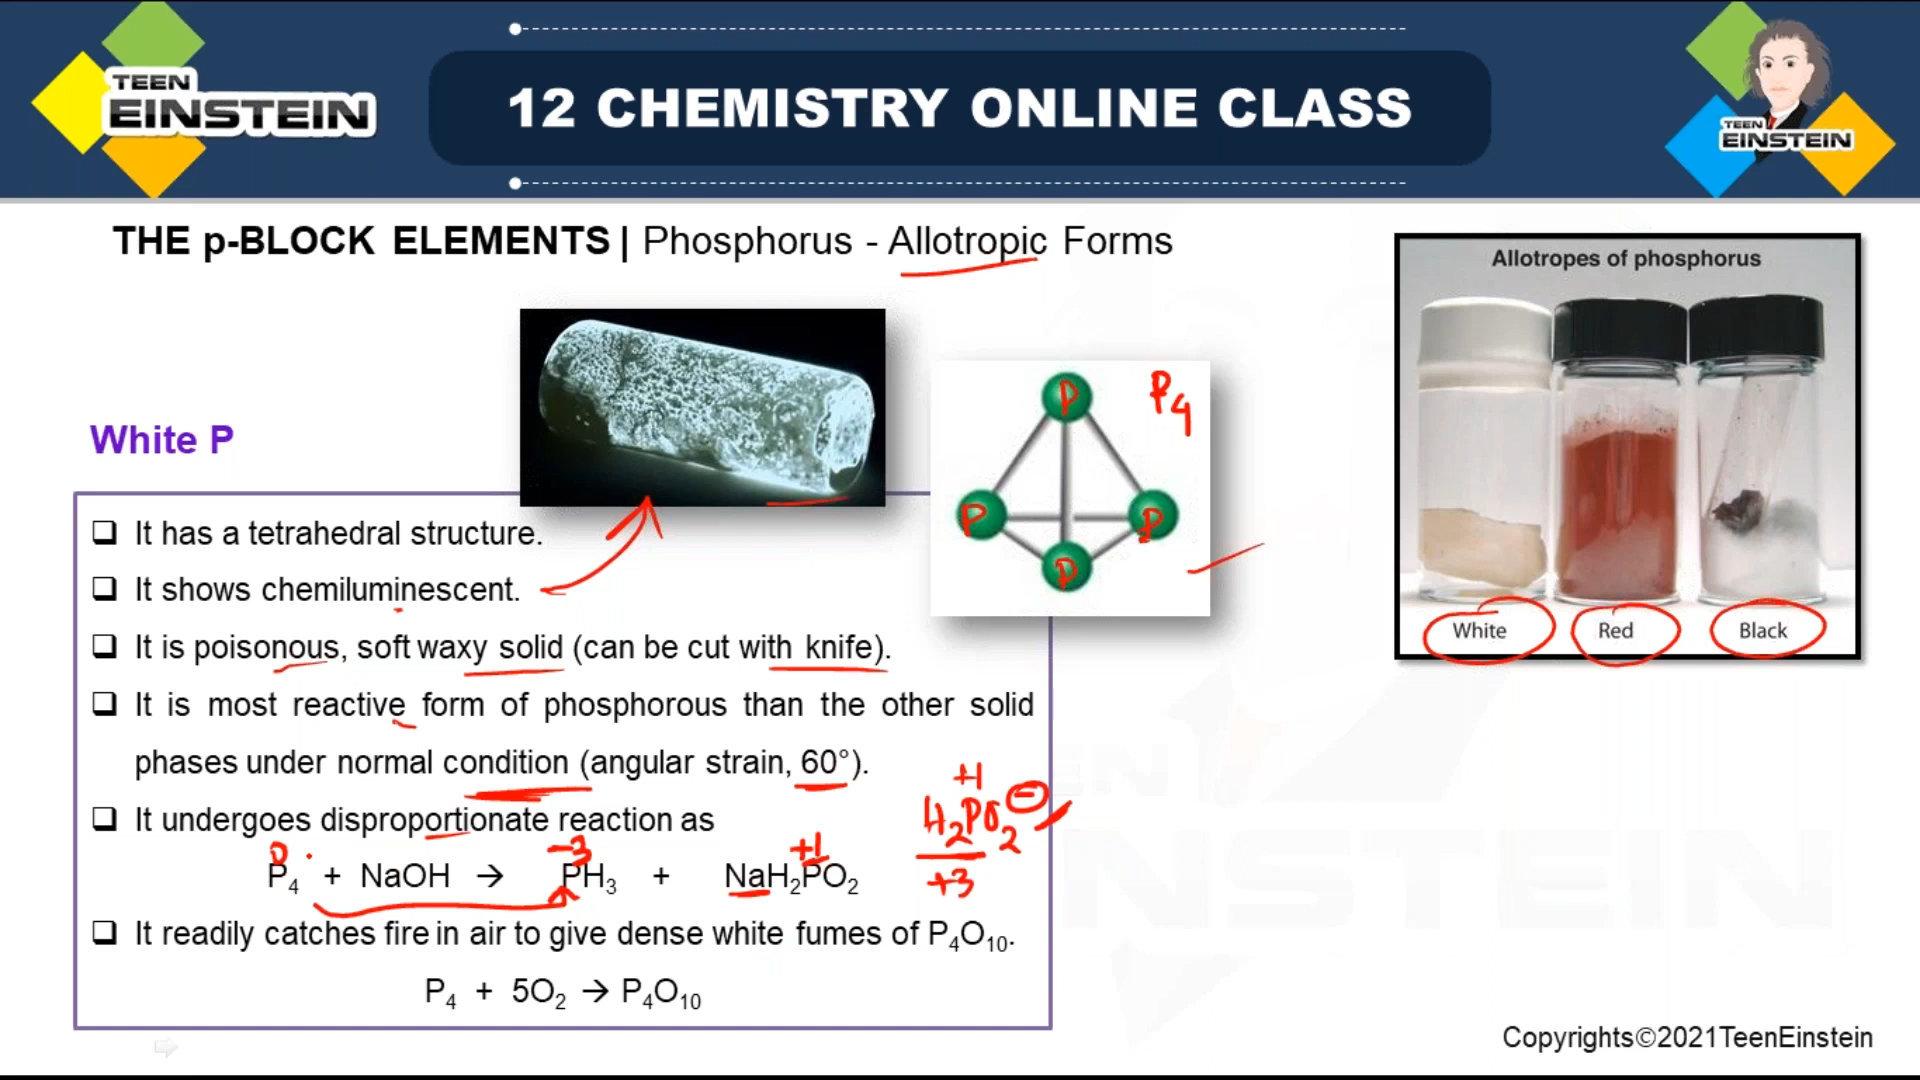 TEEN
EINSTEIN
12 CHEMISTRY ONLINE CLASS
TEEN
EINSTEIN
THE p-BLOCK ELEMENTS | Phosphorus - Allotropic Forms
Allotropes of phosphorus
White
Red
Black
P₄
P
P
P
P
White P
❑ It has a tetrahedral structure.
❑ It shows chemiluminescent.
❑ It is poisonous, soft waxy solid (can be cut with knife).
❑ It is most reactive form of phosphorous than the other solid
phases under normal condition (angular strain, 60°).
❑ It undergoes disproportionate reaction as
0 -3 +1
P₄ + NaOH → PH₃ + NaH₂PO₂
+1
H₂PO₂⊖
+3
❑ It readily catches fire in air to give dense white fumes of P₄O₁₀.
P₄ + 5O₂ → P₄O₁₀
Copyrights©2021TeenEinstein